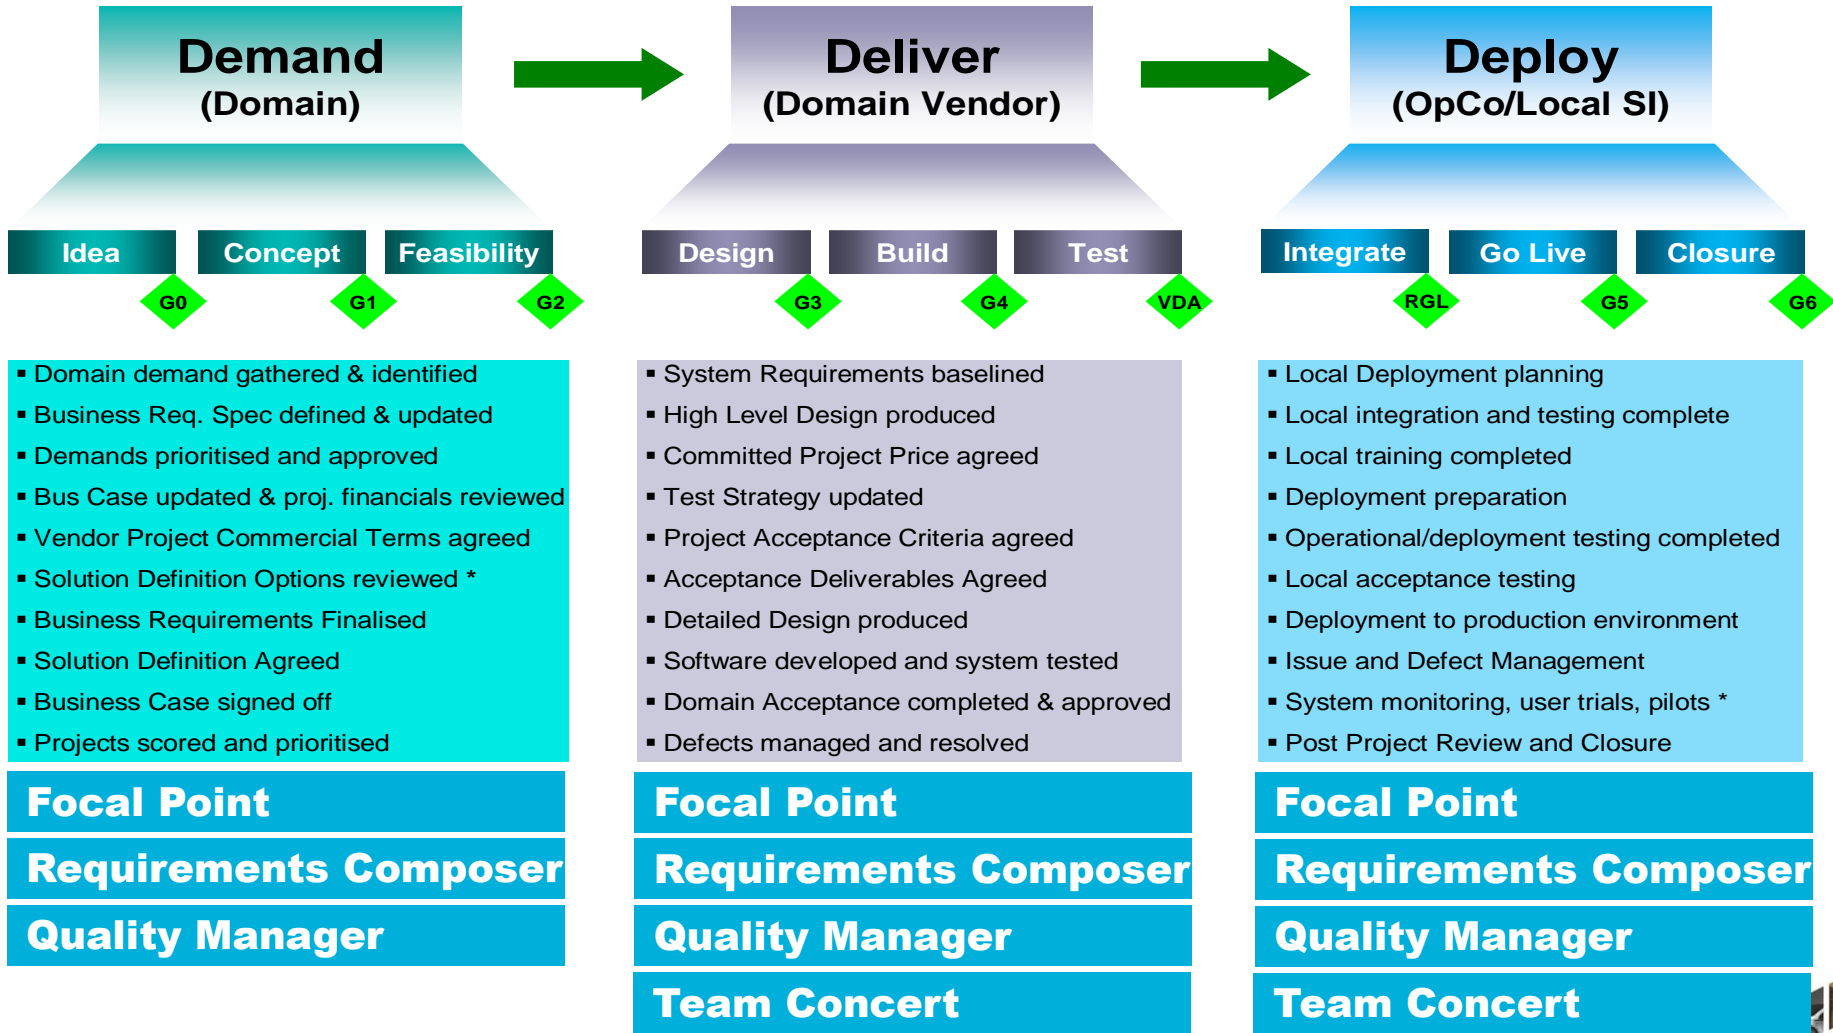 Demand
(Domain)
Deliver
(Domain Vendor)
Deploy
(OpCo/Local SI)
Idea
Concept
Feasibility
G0
G1
G2
Design
Build
Test
G3
G4
VDA
Integrate
Go Live
Closure
RGL
G5
G6
▪ Domain demand gathered & identified
▪ Business Req. Spec defined & updated
▪ Demands prioritised and approved
▪ Bus Case updated & proj. financials reviewed
▪ Vendor Project Commercial Terms agreed
▪ Solution Definition Options reviewed *
▪ Business Requirements Finalised
▪ Solution Definition Agreed
▪ Business Case signed off
▪ Projects scored and prioritised
▪ System Requirements baselined
▪ High Level Design produced
▪ Committed Project Price agreed
▪ Test Strategy updated
▪ Project Acceptance Criteria agreed
▪ Acceptance Deliverables Agreed
▪ Detailed Design produced
▪ Software developed and system tested
▪ Domain Acceptance completed & approved
▪ Defects managed and resolved
▪ Local Deployment planning
▪ Local integration and testing complete
▪ Local training completed
▪ Deployment preparation
▪ Operational/deployment testing completed
▪ Local acceptance testing
▪ Deployment to production environment
▪ Issue and Defect Management
▪ System monitoring, user trials, pilots *
▪ Post Project Review and Closure
Focal Point
Requirements Composer
Quality Manager
Focal Point
Requirements Composer
Quality Manager
Team Concert
Focal Point
Requirements Composer
Quality Manager
Team Concert